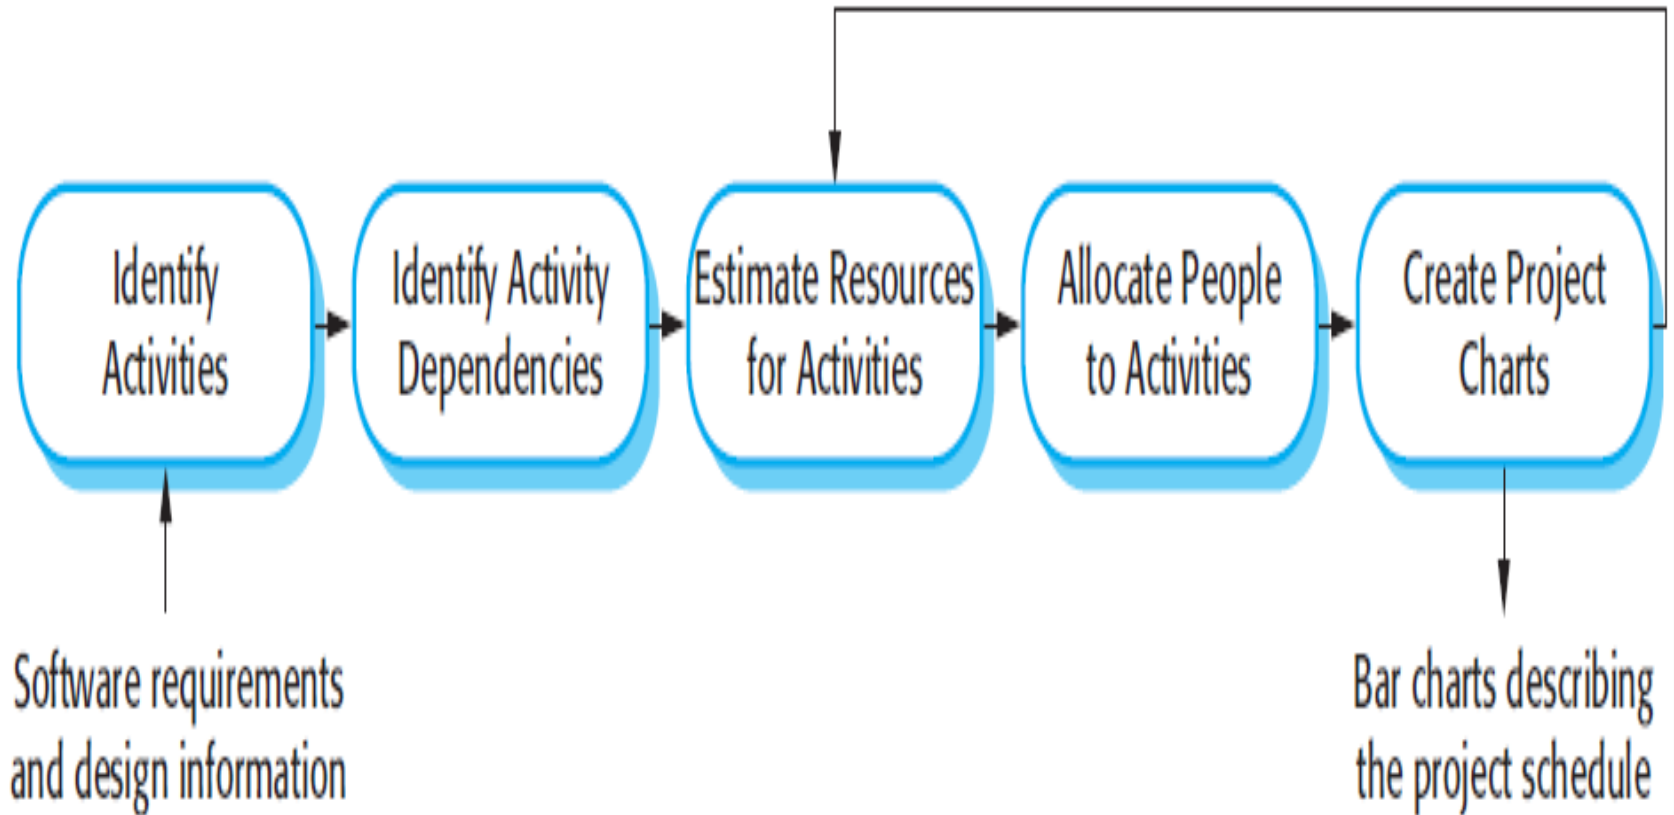 Identify
Activities
Identify Activity
Dependencies
Estimate Resources
for Activities
Allocate People
to Activities
Create Project
Charts
Software requirements
and design information
Bar charts describing
the project schedule